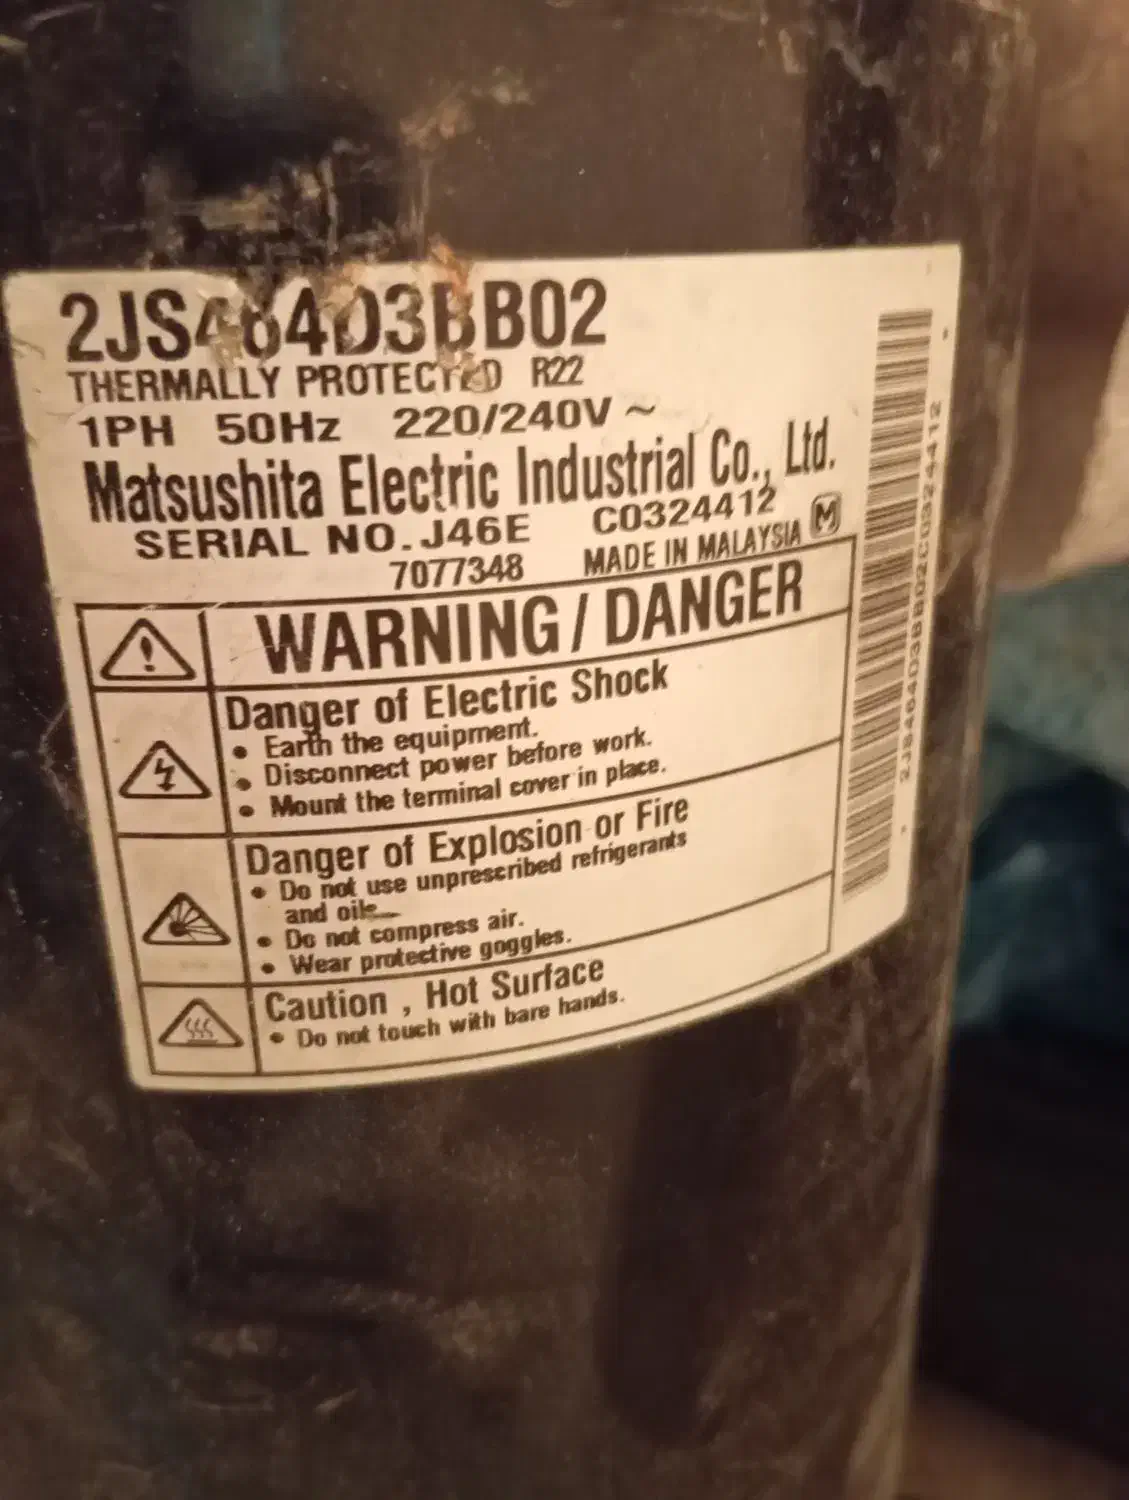 2JS464D3BB02
THERMALLY PROTECTED R22
1PH 50Hz 220/240V ~
Matsushita Electric Industrial Co., Ltd.
SERIAL NO. J46E C0324412
7077348 MADE IN MALAYSIA M
WARNING / DANGER
Danger of Electric Shock
• Earth the equipment.
• Disconnect power before work.
• Mount the terminal cover in place.
Danger of Explosion or Fire
• Do not use unprescribed refrigerants
and oils.
• Do not compress air.
• Wear protective goggles.
Caution , Hot Surface
• Do not touch with bare hands.
2JS464D3BB02C0324412